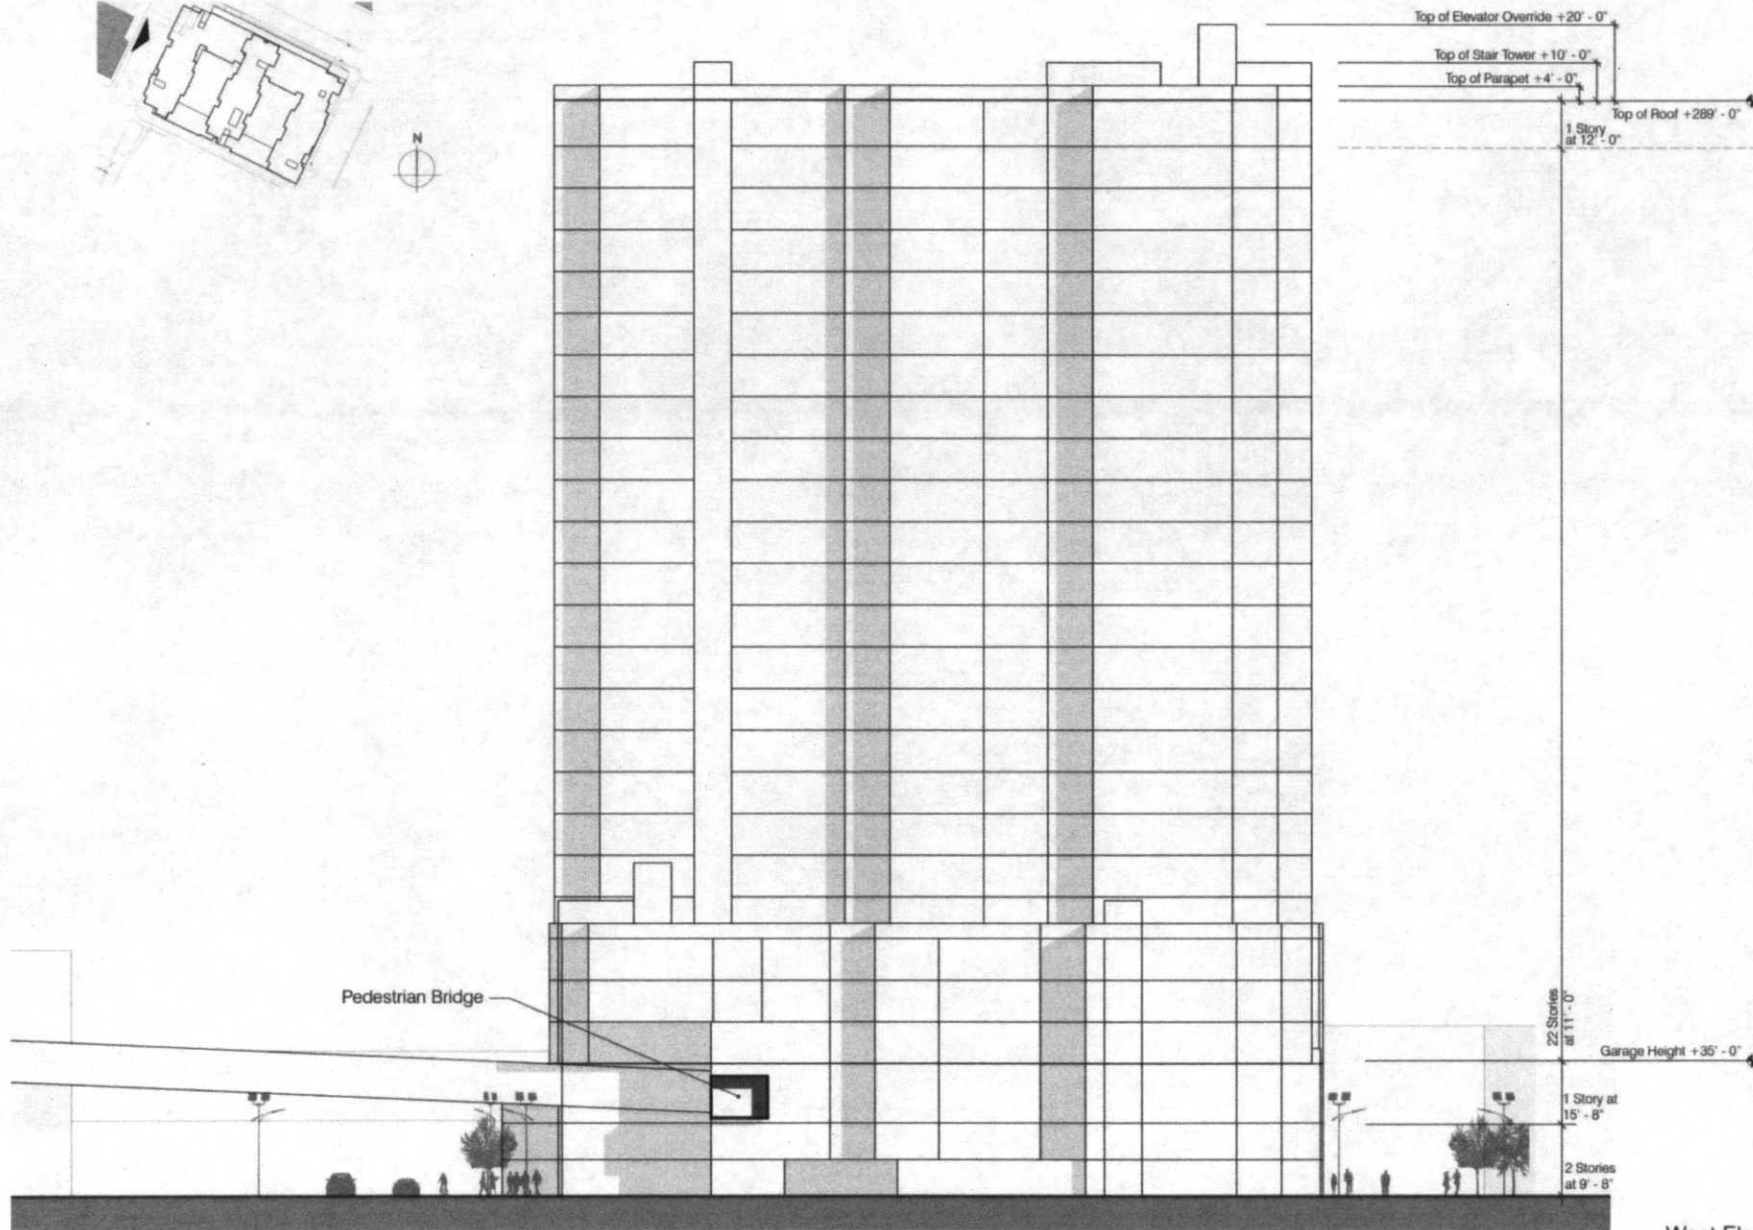 Top of Elevator Override +20' - 0"
Top of Stair Tower +10' - 0"
Top of Parapet +4' - 0"
Top of Roof +289' - 0"
1 Story
at 12' - 0"
N
Pedestrian Bridge
22 Stories
at 11' - 0"
Garage Height +35' - 0"
1 Story at
15' - 8"
2 Stories
at 9' - 8"
West